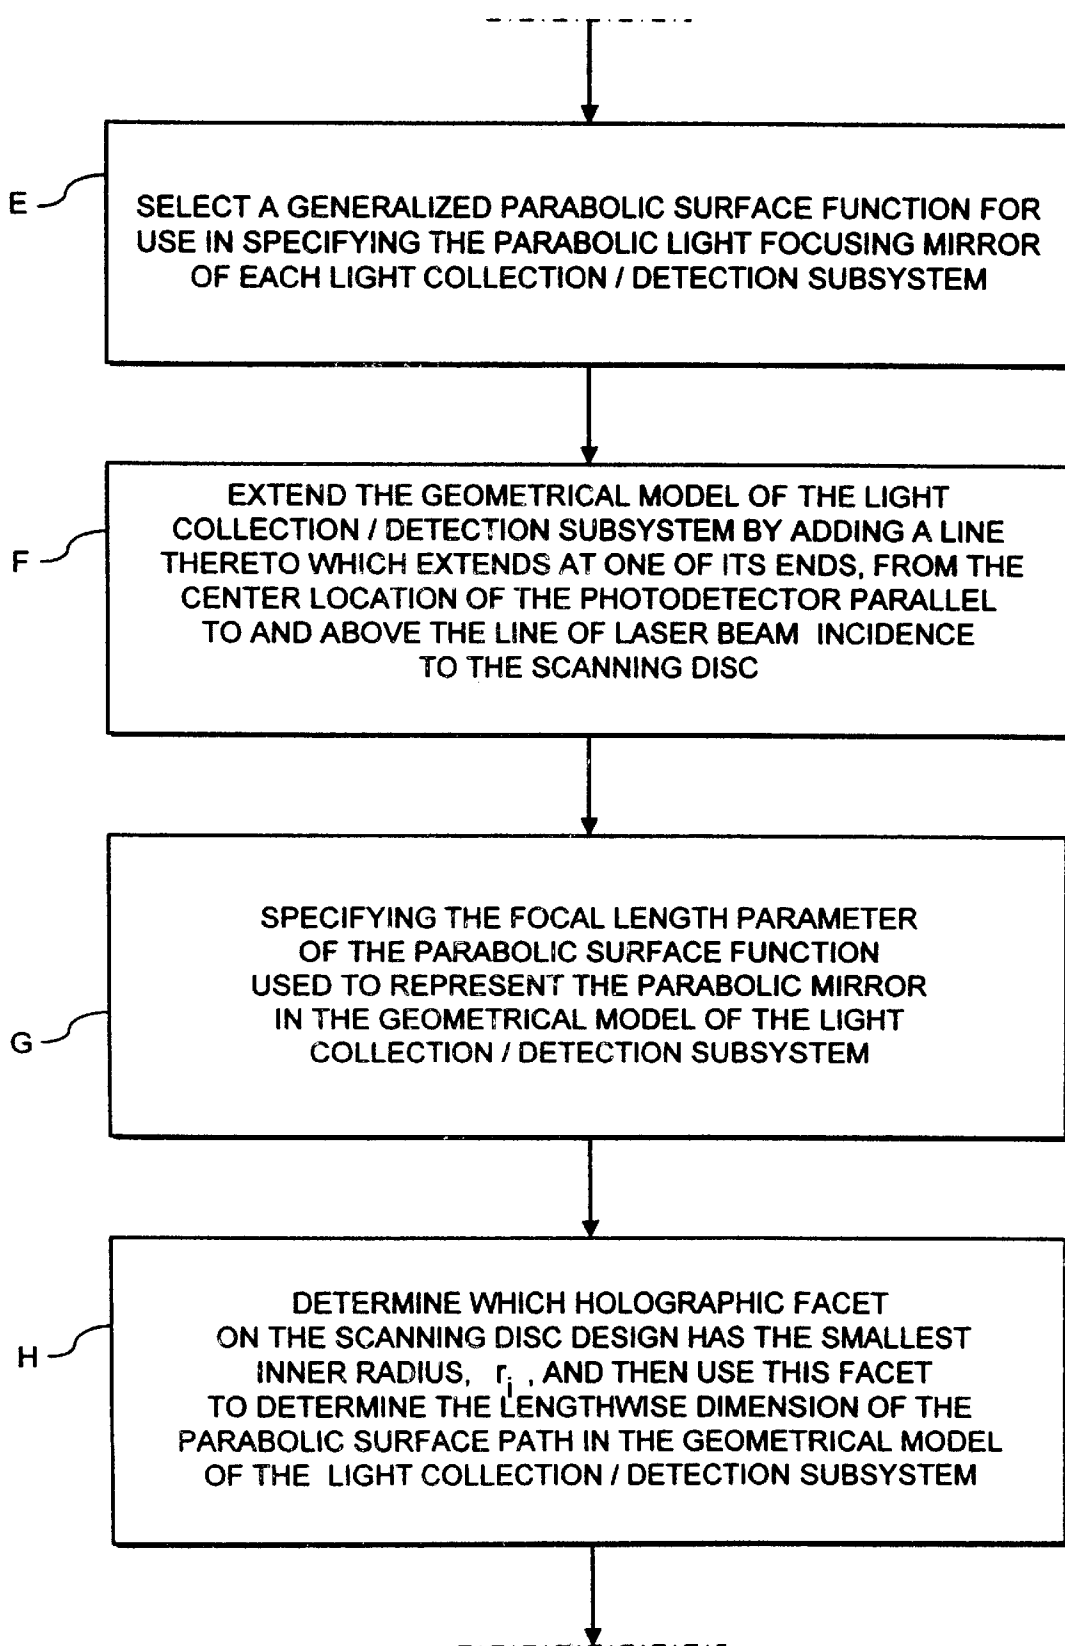 E
SELECT A GENERALIZED PARABOLIC SURFACE FUNCTION FOR
USE IN SPECIFYING THE PARABOLIC LIGHT FOCUSING MIRROR
OF EACH LIGHT COLLECTION / DETECTION SUBSYSTEM
F
EXTEND THE GEOMETRICAL MODEL OF THE LIGHT
COLLECTION / DETECTION SUBSYSTEM BY ADDING A LINE
THERETO WHICH EXTENDS AT ONE OF ITS ENDS, FROM THE
CENTER LOCATION OF THE PHOTODETECTOR PARALLEL
TO AND ABOVE THE LINE OF LASER BEAM INCIDENCE
TO THE SCANNING DISC
G
SPECIFYING THE FOCAL LENGTH PARAMETER
OF THE PARABOLIC SURFACE FUNCTION
USED TO REPRESENT THE PARABOLIC MIRROR
IN THE GEOMETRICAL MODEL OF THE LIGHT
COLLECTION / DETECTION SUBSYSTEM
H
DETERMINE WHICH HOLOGRAPHIC FACET
ON THE SCANNING DISC DESIGN HAS THE SMALLEST
INNER RADIUS, ri , AND THEN USE THIS FACET
TO DETERMINE THE LENGTHWISE DIMENSION OF THE
PARABOLIC SURFACE PATH IN THE GEOMETRICAL MODEL
OF THE LIGHT COLLECTION / DETECTION SUBSYSTEM